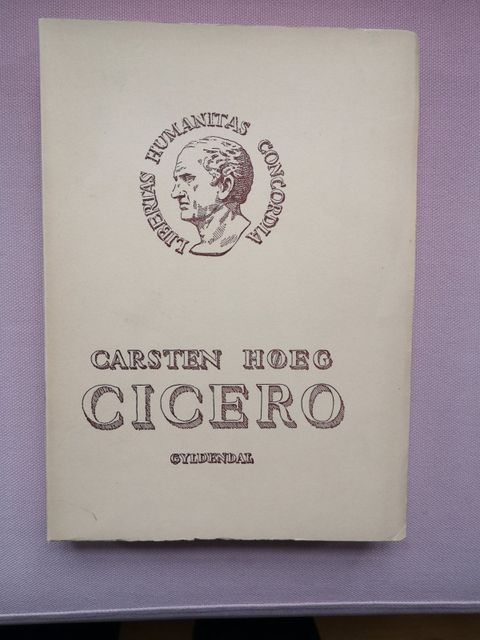 LIBERTAS HUMANITAS CONCORDIA
CARSTEN HØEG
CICERO
GYLDENDAL